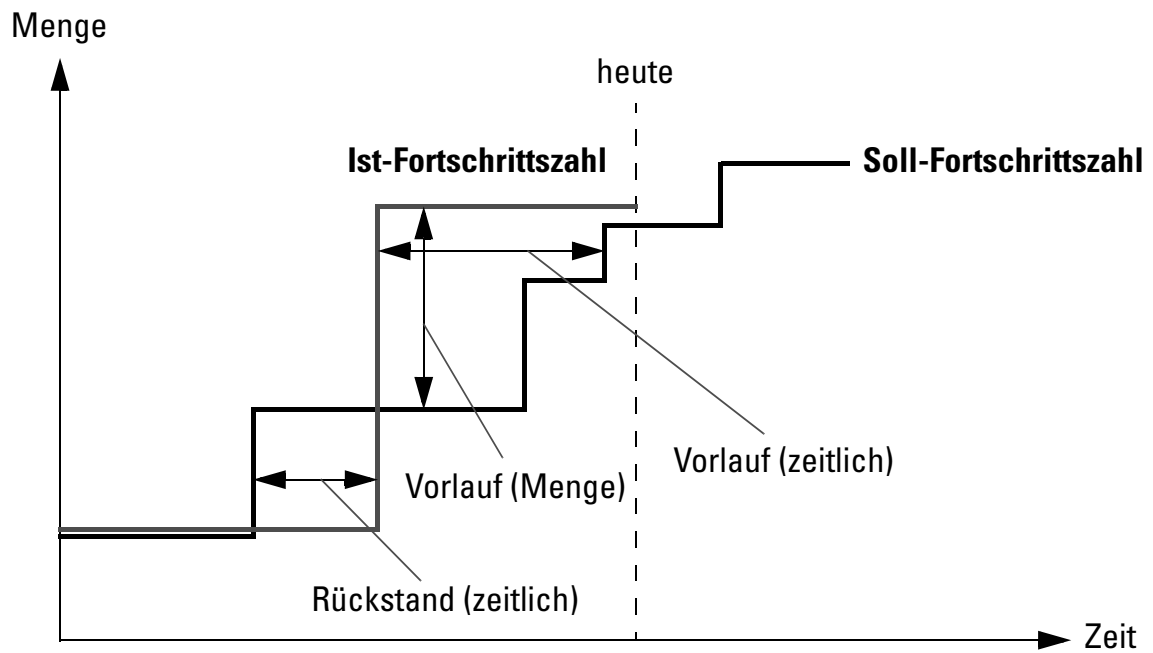 Menge
heute
Ist-Fortschrittszahl
Soll-Fortschrittszahl
Vorlauf (zeitlich)
Vorlauf (Menge)
Rückstand (zeitlich)
Zeit